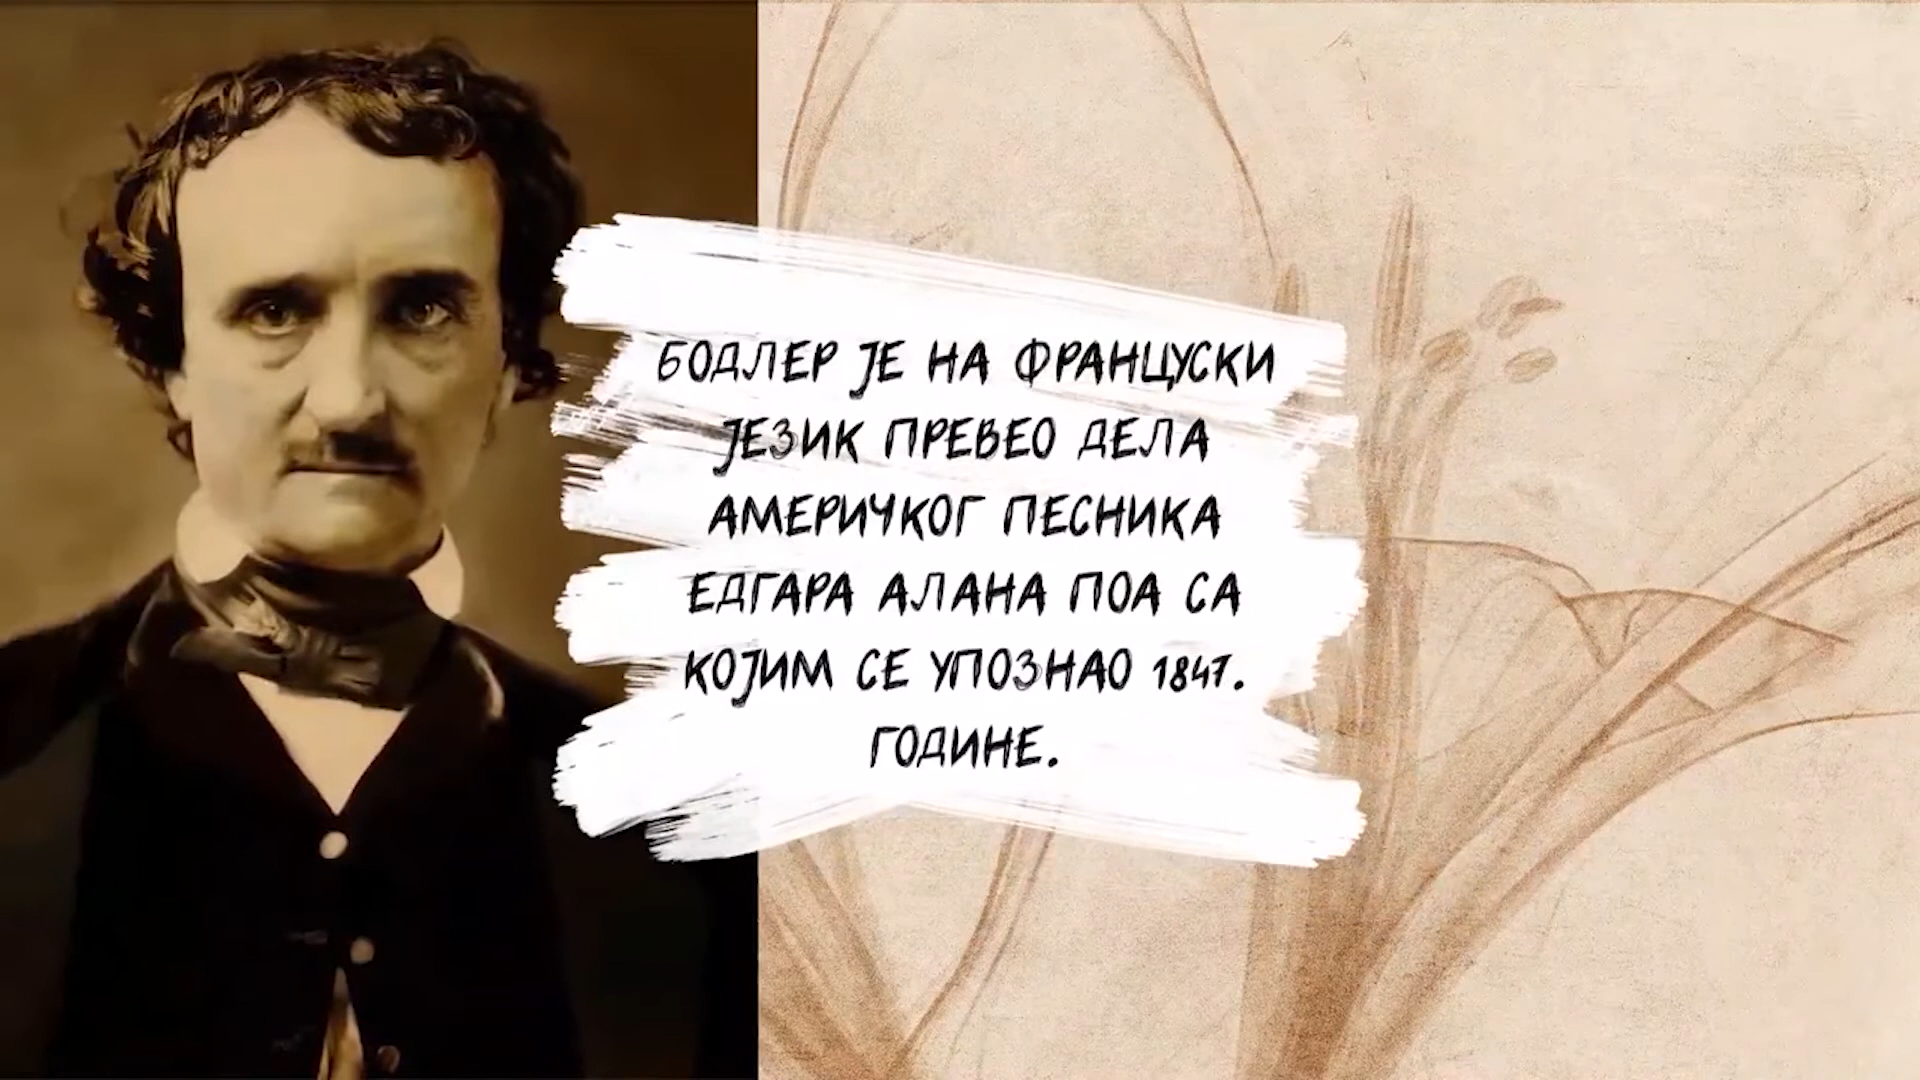 БОДЛЕР ЈЕ НА ФРАНЦУСКИ
ЈЕЗИК ПРЕВЕО ДЕЛА
АМЕРИЧКОГ ПЕСНИКА
ЕДГАРА АЛАНА ПОА СА
КОЈИМ СЕ УПОЗНАО 1847.
ГОДИНЕ.